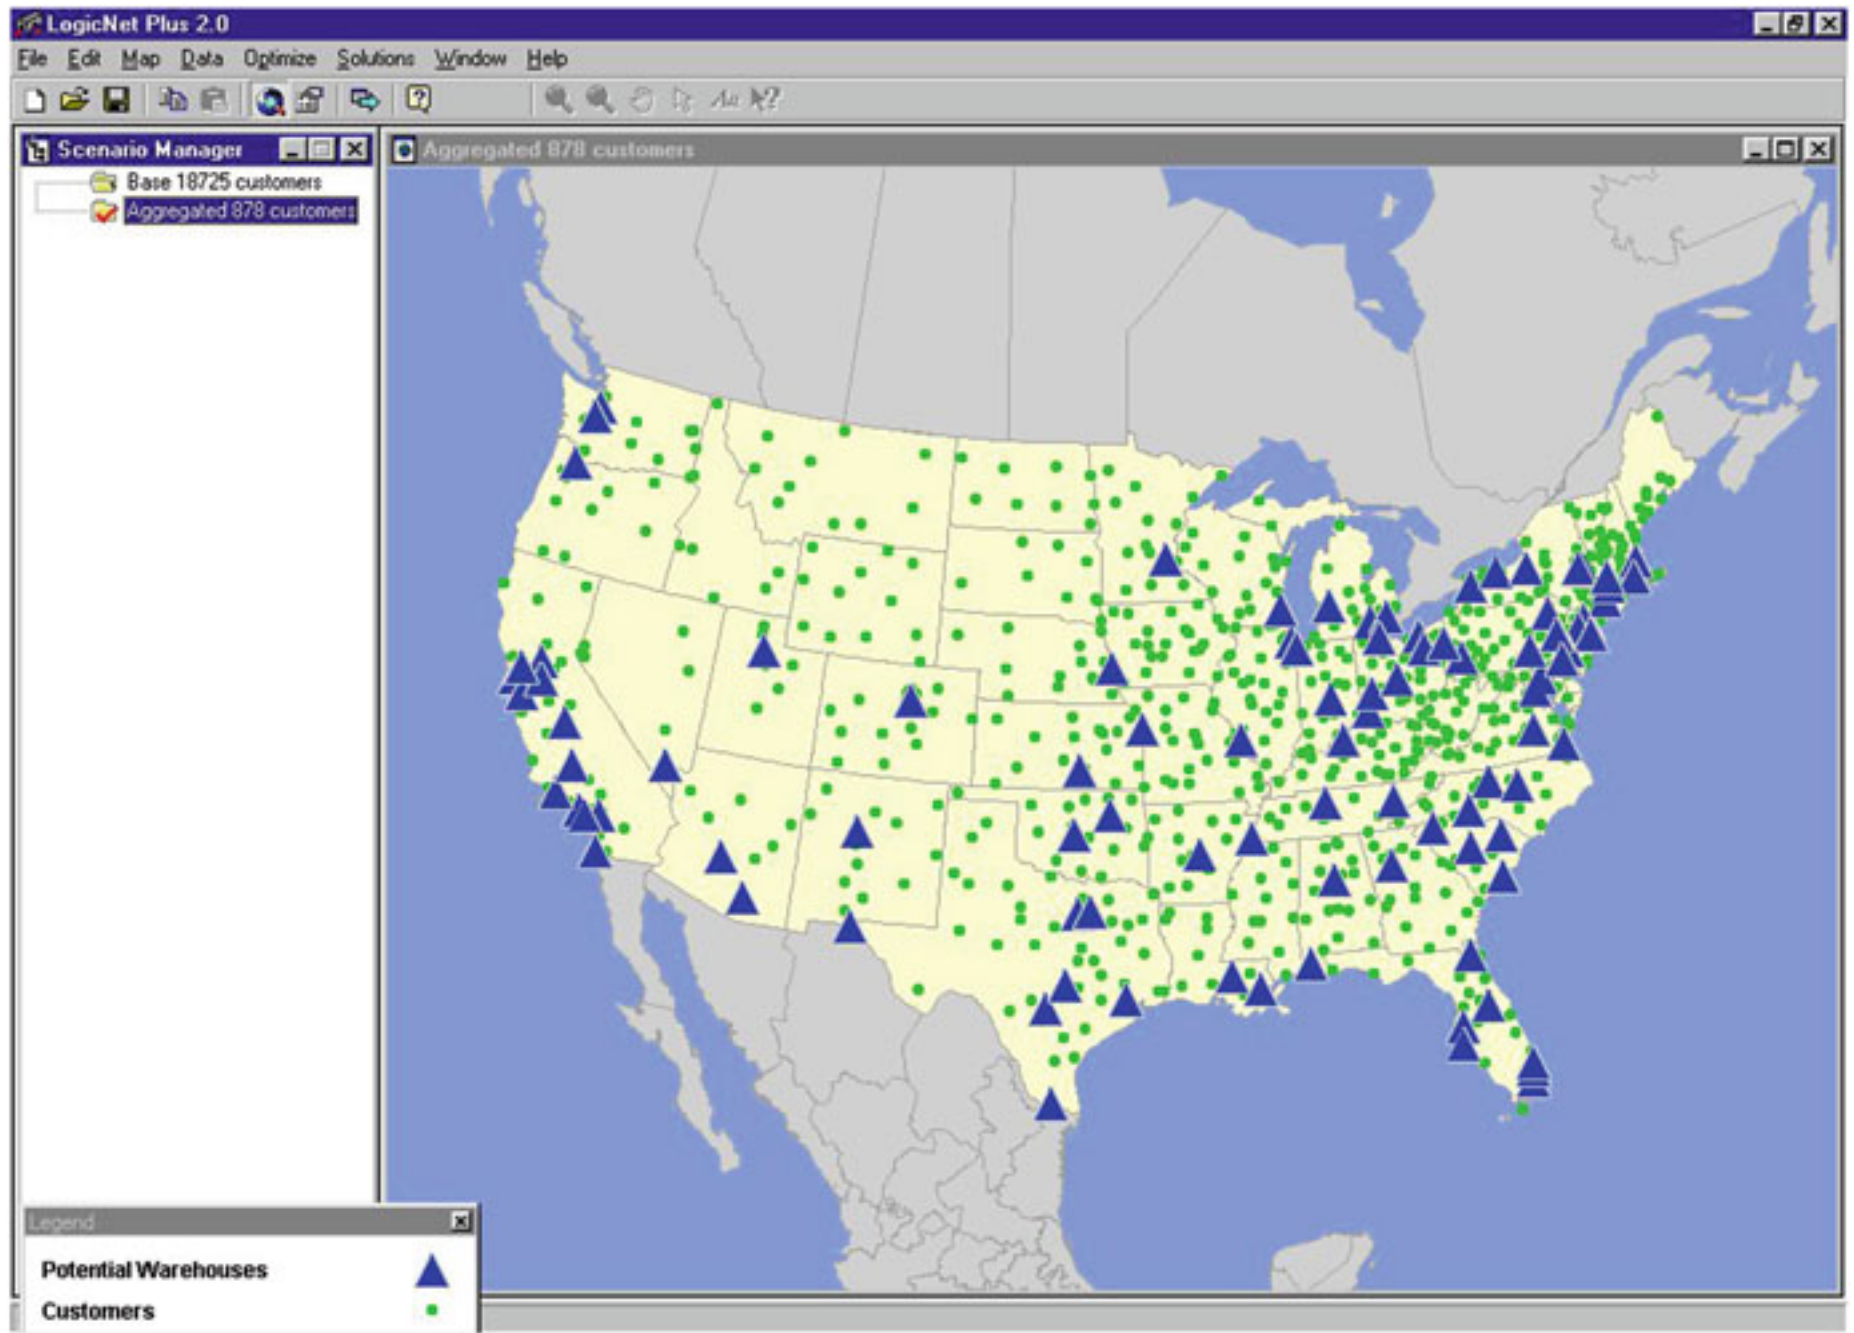 LogicNet Plus 2.0
File Edit Map Data Optimize Solutions Window Help
Scenario Manager
Base 18725 customers
Aggregated 878 customers
Aggregated 878 customers
Legend
Potential Warehouses
Customers